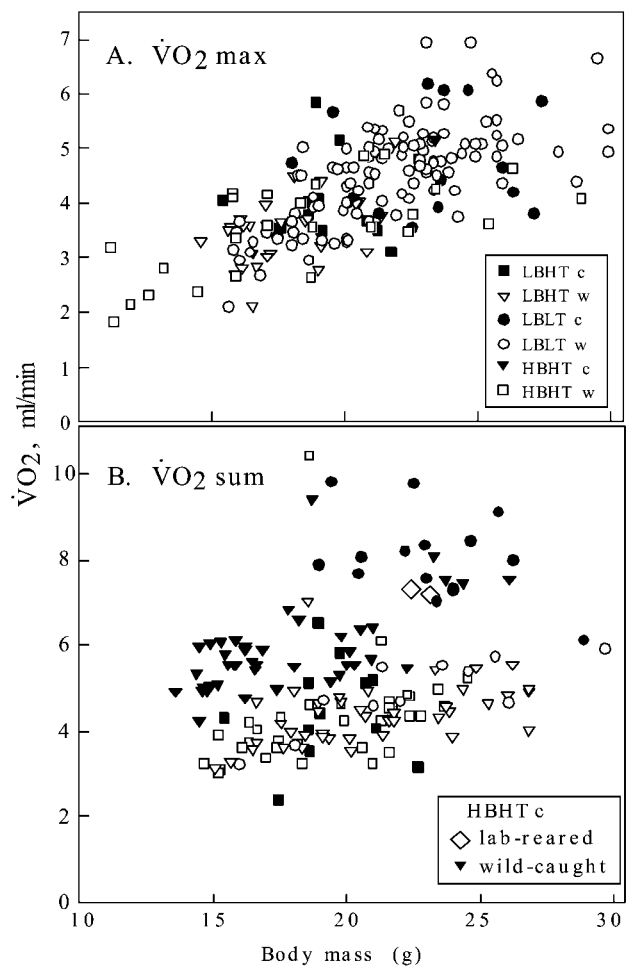 7
6
5
4
3
2
1
0
A. V̇O2 max
LBHT c
LBHT w
LBLT c
LBLT w
HBHT c
HBHT w
V̇O2, ml/min
10
8
6
4
2
0
B. V̇O2 sum
HBHT c
lab-reared
wild-caught
10 15 20 25 30
Body mass (g)